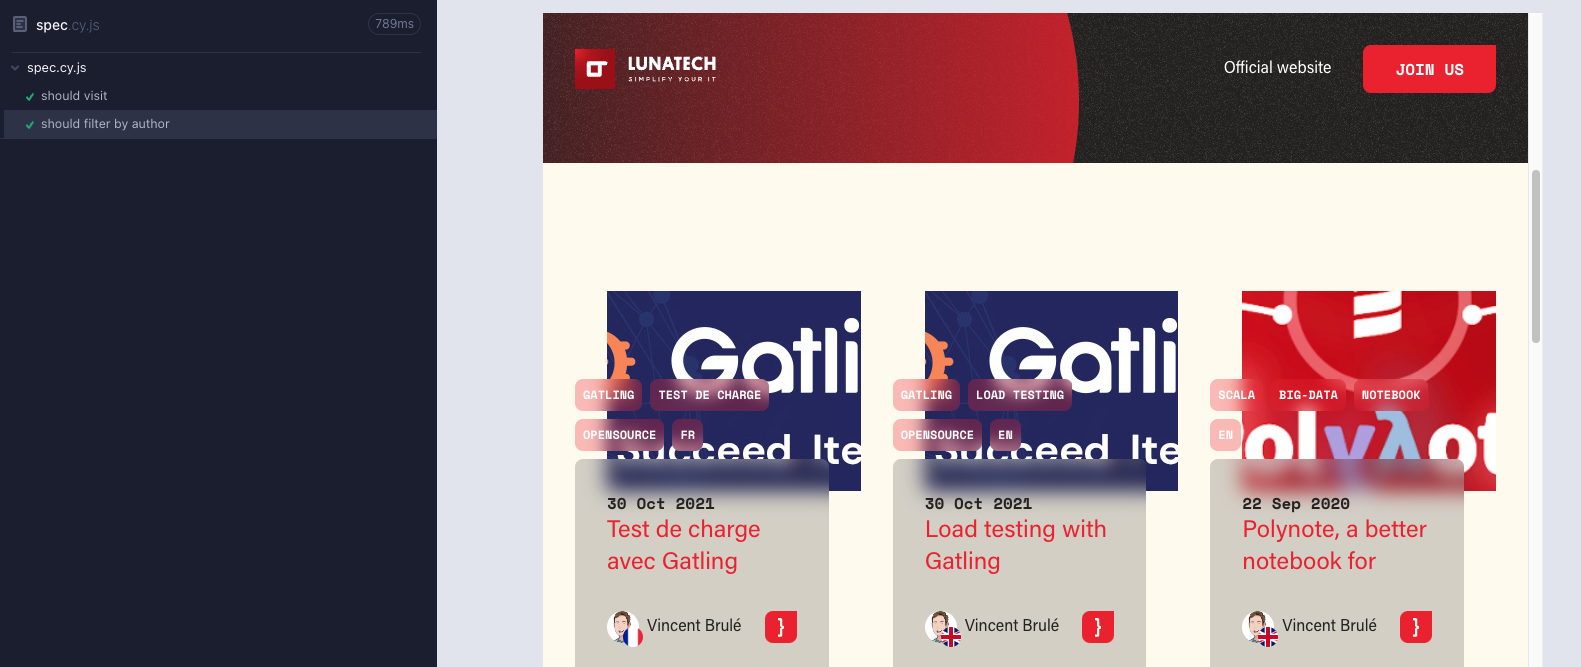 spec.cy.js
789ms
spec.cy.js
should visit
should filter by author
LUNATECH
SIMPLIFY YOUR IT
Official website
JOIN US
Gatli
Succeed Ite
GATLING
TEST DE CHARGE
OPENSOURCE
FR
30 Oct 2021
Test de charge
avec Gatling
Vincent Brulé
}
Gatli
Succeed Ite
GATLING
LOAD TESTING
OPENSOURCE
EN
30 Oct 2021
Load testing with
Gatling
Vincent Brulé
}
SCALA
BIG-DATA
NOTEBOOK
EN
olyλot
22 Sep 2020
Polynote, a better
notebook for
Vincent Brulé
}